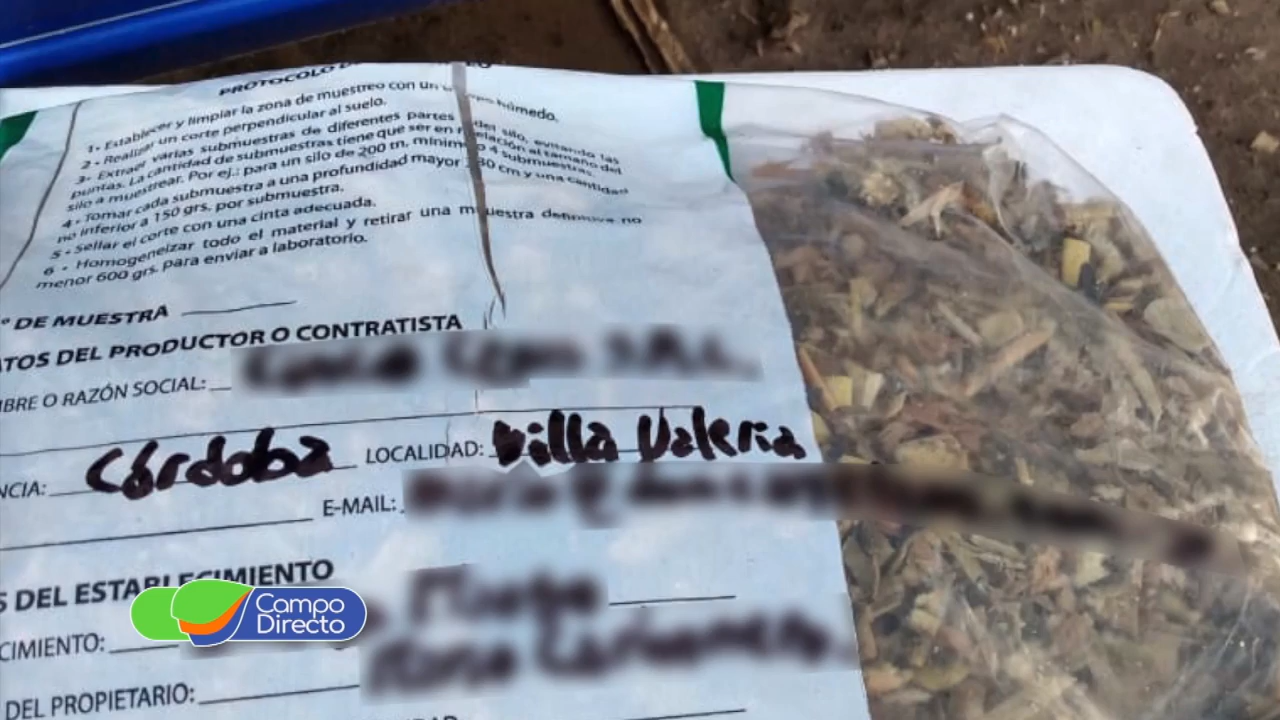 PROTOCOLO
1 - Establecer y limpiar la zona de muestreo con un húmedo.
2 - Realizar un corte perpendicular al suelo.
3 - Extraer varias submuestras de diferentes partes del silo, evitando las
puntas. La cantidad de submuestras tiene que ser en relación al tamaño del
silo a muestrear. Por ej.: para un silo de 200 tn. mínimo 4 submuestras.
4 - Tomar cada submuestra a una profundidad mayor 30 cm y una cantidad
no inferior a 150 grs. por submuestra.
5 - Sellar el corte con una cinta adecuada.
6 - Homogeneizar todo el material y retirar una muestra definitiva no
menor 600 grs. para enviar a laboratorio.
° DE MUESTRA
TOS DEL PRODUCTOR O CONTRATISTA
BRE O RAZÓN SOCIAL:
NCIA: Córdoba LOCALIDAD: Villa Valeria
E-MAIL:
S DEL ESTABLECIMIENTO
CIMIENTO:
DEL PROPIETARIO:
Campo
Directo